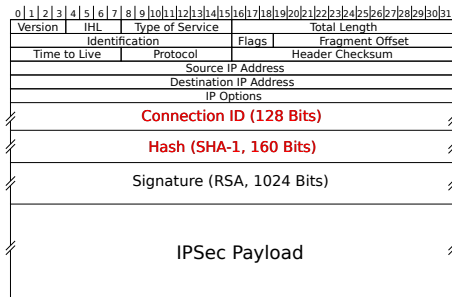 0 1 2 3 4 5 6 7 8 9 10 11 12 13 14 15 16 17 18 19 20 21 22 23 24 25 26 27 28 29 30 31
Version IHL Type of Service Total Length
Identification Flags Fragment Offset
Time to Live Protocol Header Checksum
Source IP Address
Destination IP Address
IP Options
Connection ID (128 Bits)
Hash (SHA-1, 160 Bits)
Signature (RSA, 1024 Bits)
IPSec Payload